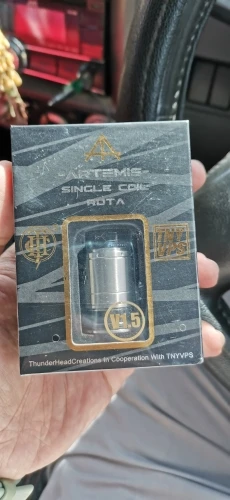 ARTEMIS
SINGLE COIL
RDTA
V1.5
ThunderHeadCreations In Cooperation With TNYVPS